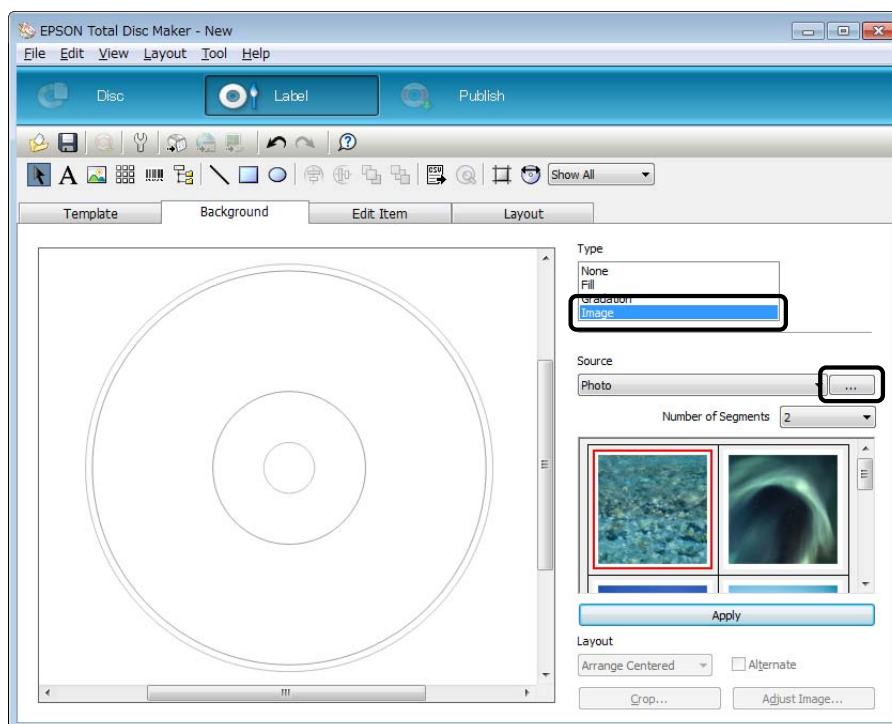 EPSON Total Disc Maker - New
File Edit View Layout Tool Help
Disc Label Publish
A CSV Show All
Template Background Edit Item Layout
Type
None
Fill
Gradation
Image
Source
Photo ...
Number of Segments 2
Apply
Layout
Arrange Centered Alternate
Crop... Adjust Image...